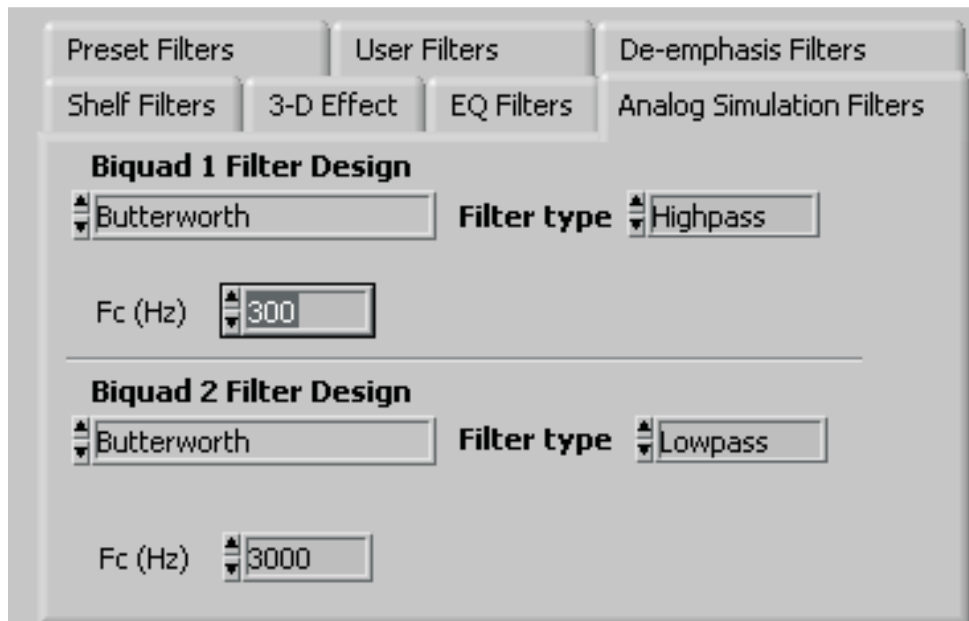 Preset Filters User Filters De-emphasis Filters
Shelf Filters 3-D Effect EQ Filters Analog Simulation Filters
Biquad 1 Filter Design
Butterworth Filter type Highpass
Fc (Hz) 300
Biquad 2 Filter Design
Butterworth Filter type Lowpass
Fc (Hz) 3000